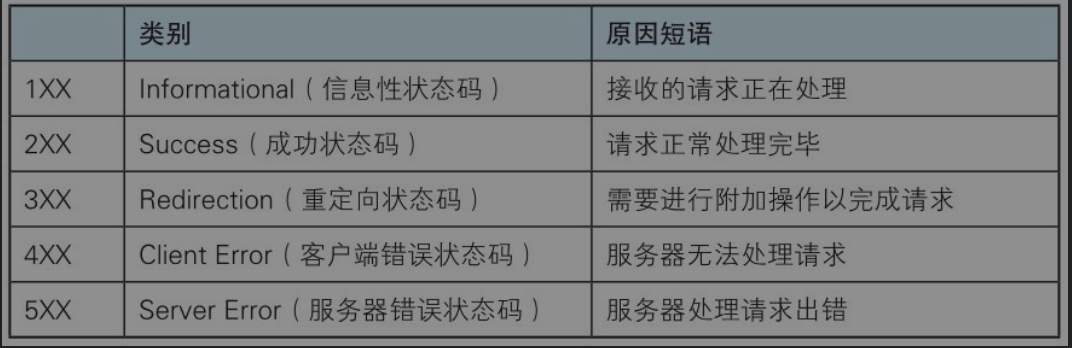 类别 原因短语
1XX Informational（信息性状态码） 接收的请求正在处理
2XX Success（成功状态码） 请求正常处理完毕
3XX Redirection（重定向状态码） 需要进行附加操作以完成请求
4XX Client Error（客户端错误状态码） 服务器无法处理请求
5XX Server Error（服务器错误状态码） 服务器处理请求出错